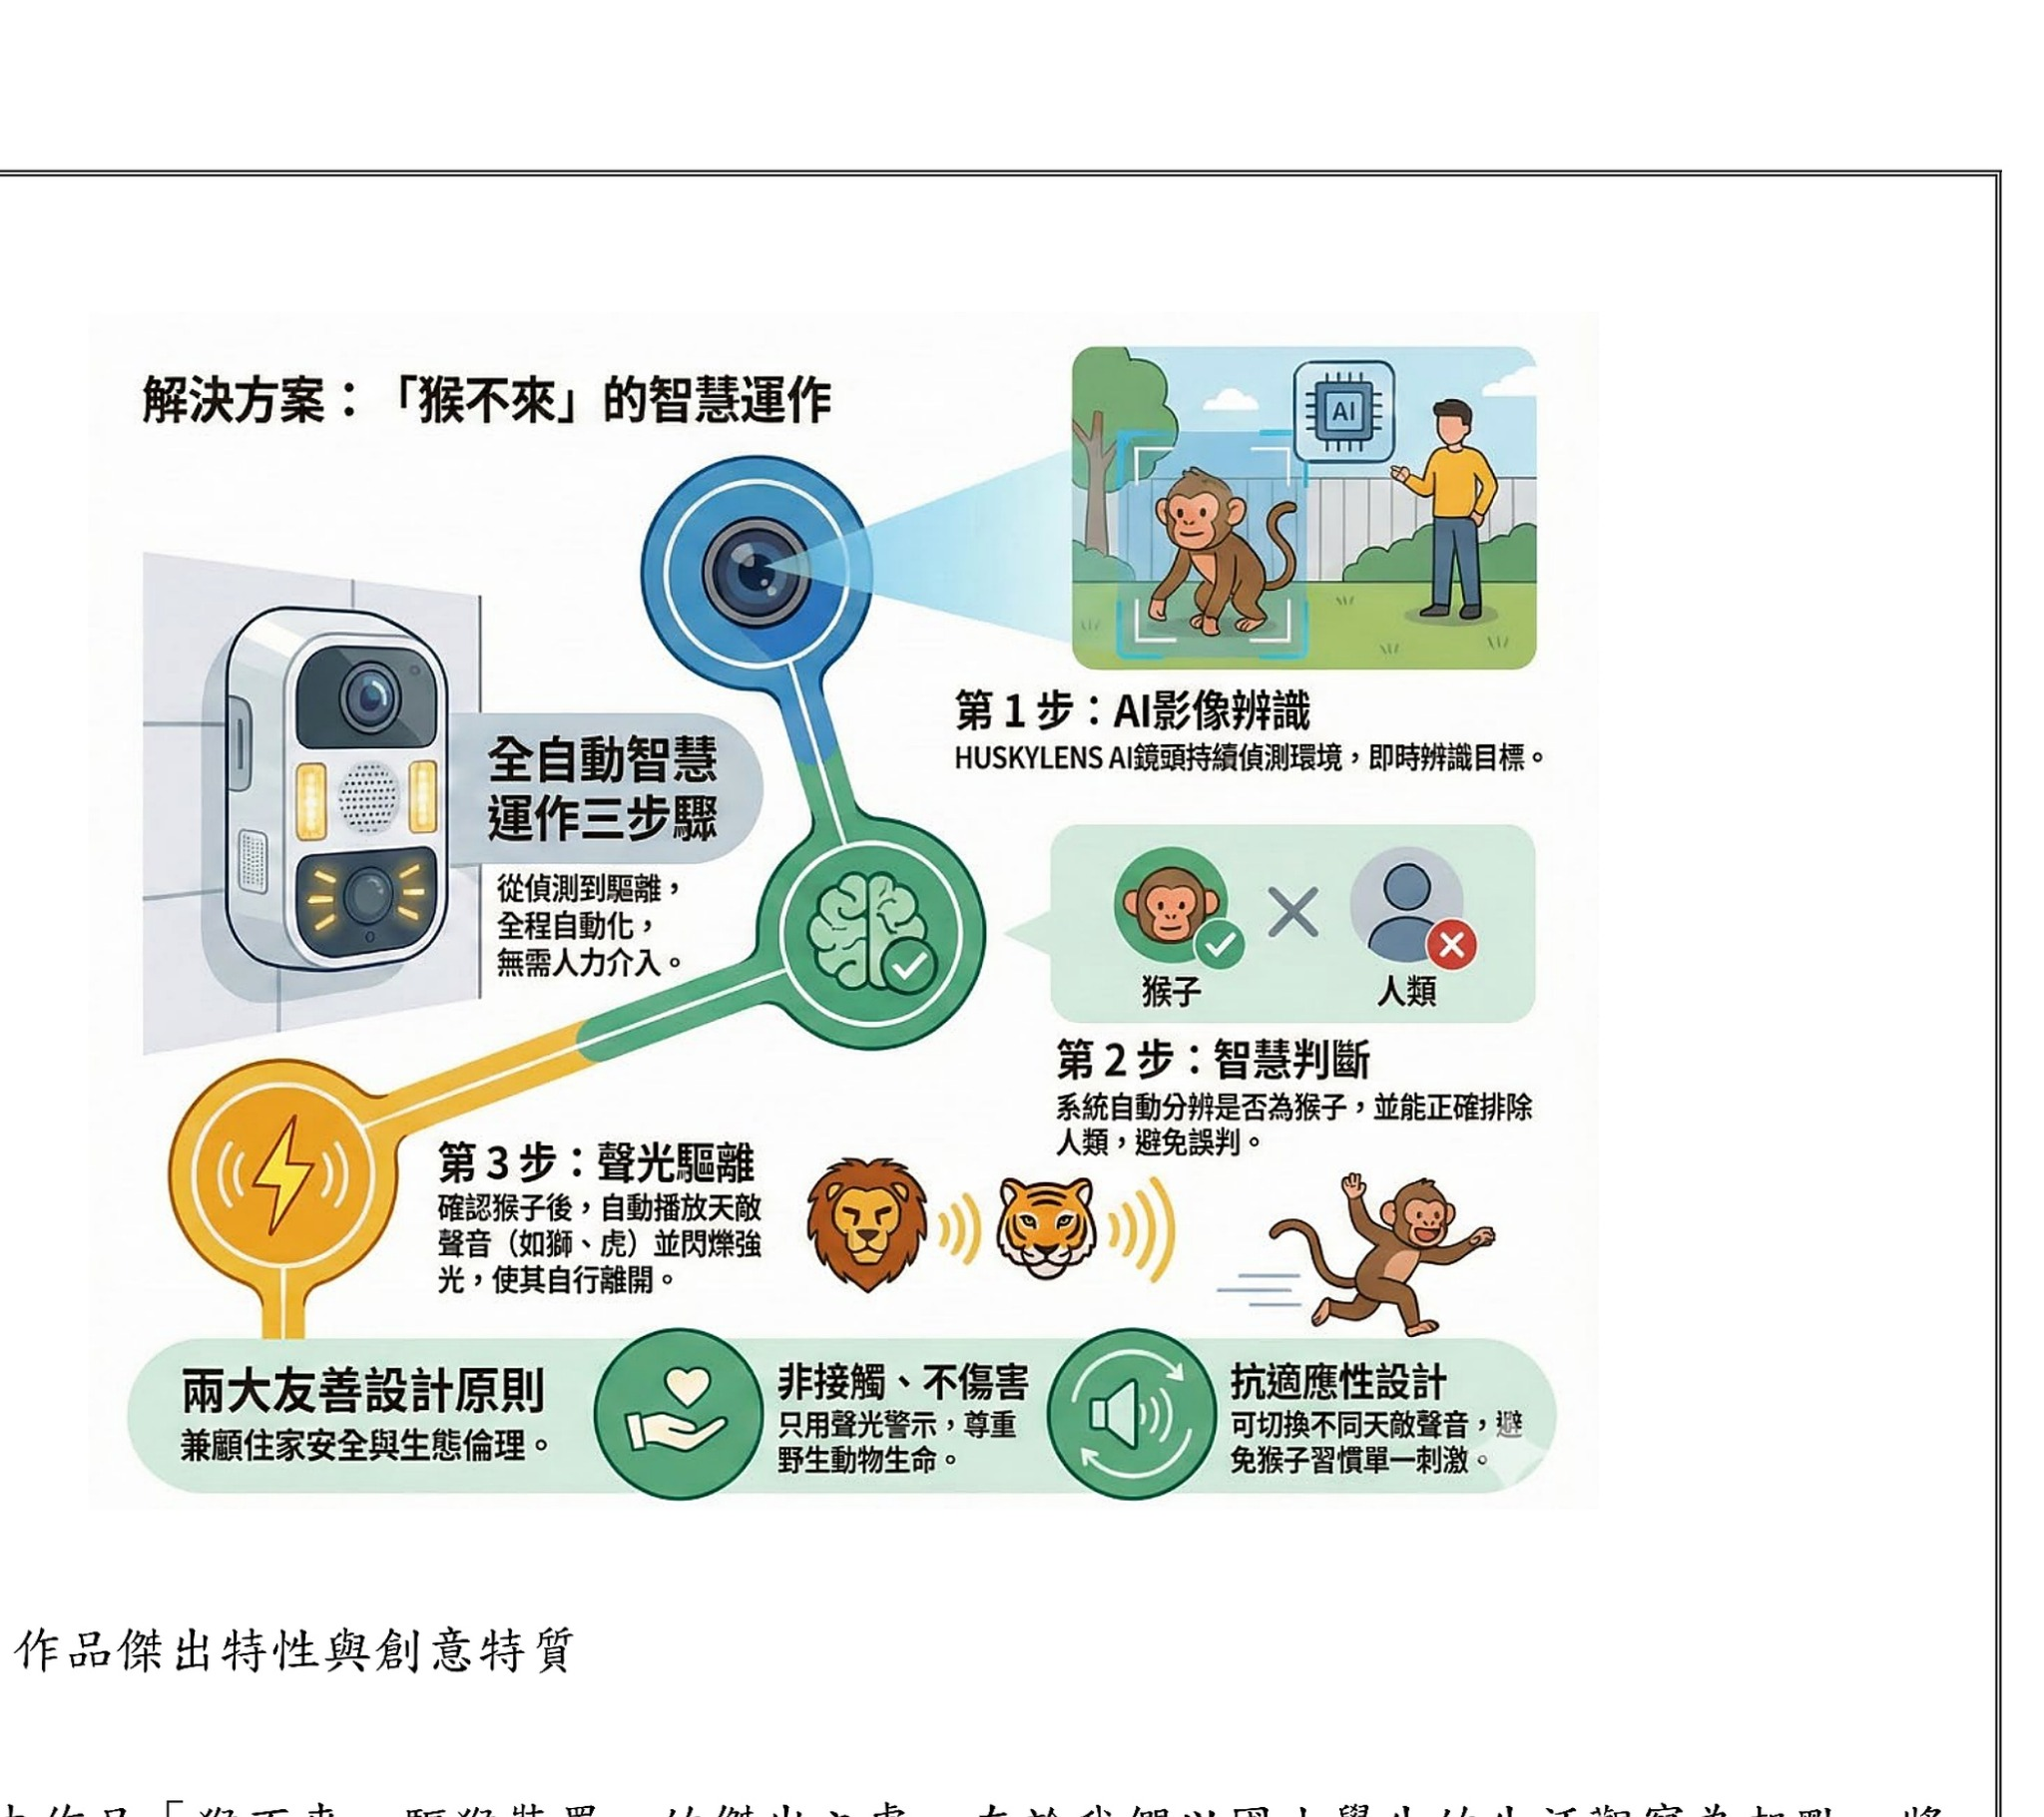 解決方案：「猴不來」的智慧運作
AI
第 1 步：AI影像辨識
HUSKYLENS AI鏡頭持續偵測環境，即時辨識目標。
全自動智慧
運作三步驟
從偵測到驅離，
全程自動化，
無需人力介入。
猴子
人類
第 2 步：智慧判斷
系統自動分辨是否為猴子，並能正確排除
人類，避免誤判。
第 3 步：聲光驅離
確認猴子後，自動播放天敵
聲音（如獅、虎）並閃爍強
光，使其自行離開。
兩大友善設計原則
兼顧住家安全與生態倫理。
非接觸、不傷害
只用聲光警示，尊重
野生動物生命。
抗適應性設計
可切換不同天敵聲音，避
免猴子習慣單一刺激。
作品傑出特性與創意特質